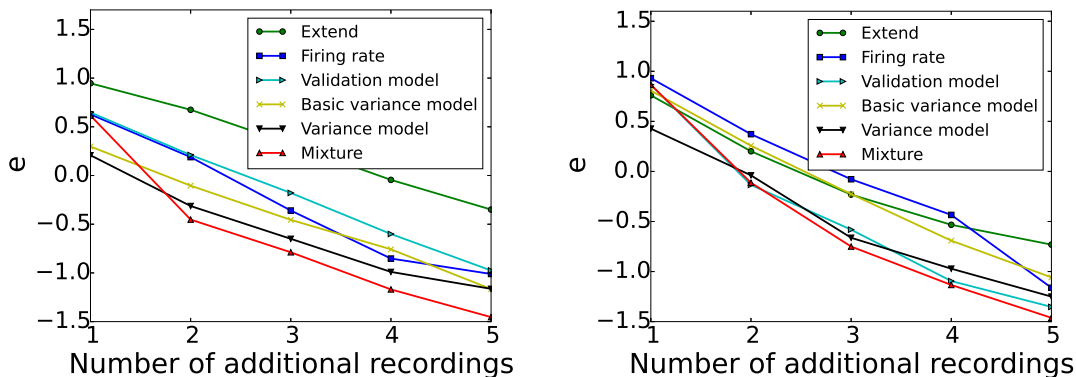 1.5
1.0
0.5
0.0
−0.5
−1.0
−1.5
e
1 2 3 4 5
Number of additional recordings
Extend
Firing rate
Validation model
Basic variance model
Variance model
Mixture
1.5
1.0
0.5
0.0
−0.5
−1.0
−1.5
e
1 2 3 4 5
Number of additional recordings
Extend
Firing rate
Validation model
Basic variance model
Variance model
Mixture